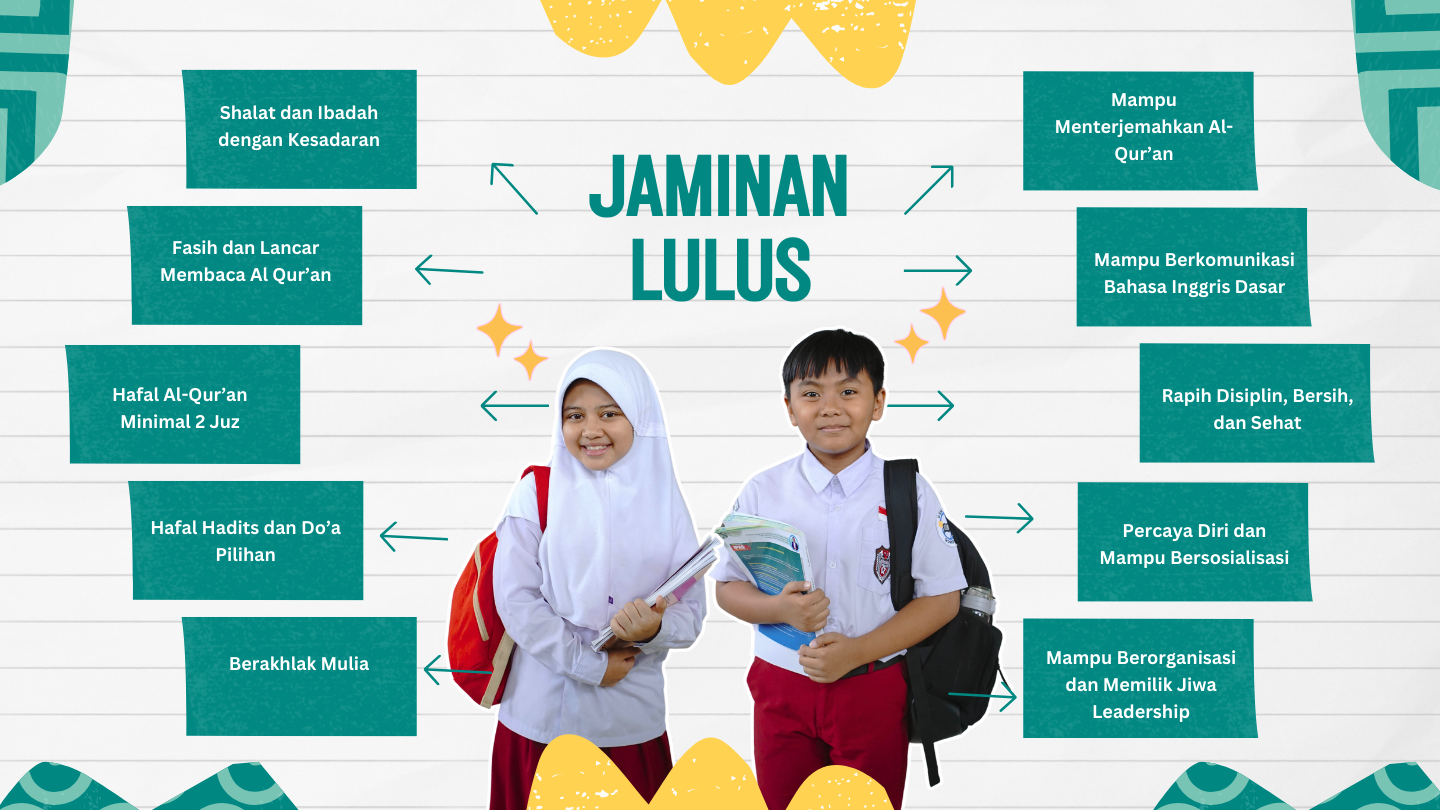 JAMINAN
LULUS
Shalat dan Ibadah
dengan Kesadaran
Fasih dan Lancar
Membaca Al Qur’an
Hafal Al-Qur’an
Minimal 2 Juz
Hafal Hadits dan Do’a
Pilihan
Berakhlak Mulia
Mampu
Menterjemahkan Al-
Qur’an
Mampu Berkomunikasi
Bahasa Inggris Dasar
Rapih Disiplin, Bersih,
dan Sehat
Percaya Diri dan
Mampu Bersosialisasi
Mampu Berorganisasi
dan Memilik Jiwa
Leadership